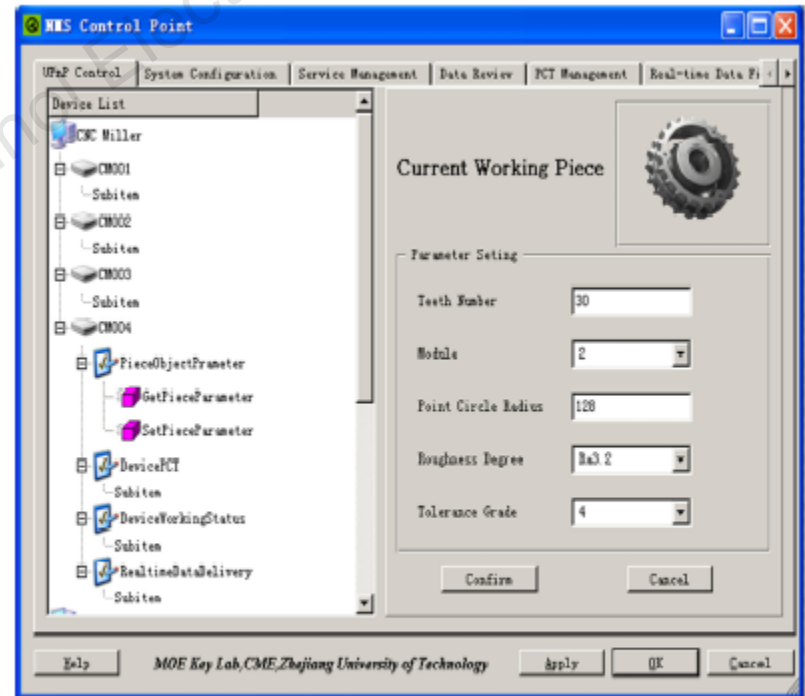 NMS Control Point
UPnP Control System Configuration Service Management Data Review PCT Management Real-time Data
Device List
CNC Miller
CM001
Subitem
CM002
Subitem
CM003
Subitem
CM004
PieceObjectPrameter
GetPieceParameter
SetPieceParameter
DevicePCT
Subitem
DeviceWorkingStatus
Subitem
RealtimeDataDelivery
Subitem
Current Working Piece
Parameter Seting
Teeth Number 30
Module 2
Point Circle Radius 128
Roughness Degree Ra3.2
Tolerance Grade 4
Confirm Cancel
Help MOE Key Lab,CME,Zhejiang University of Technology Apply OK Cancel